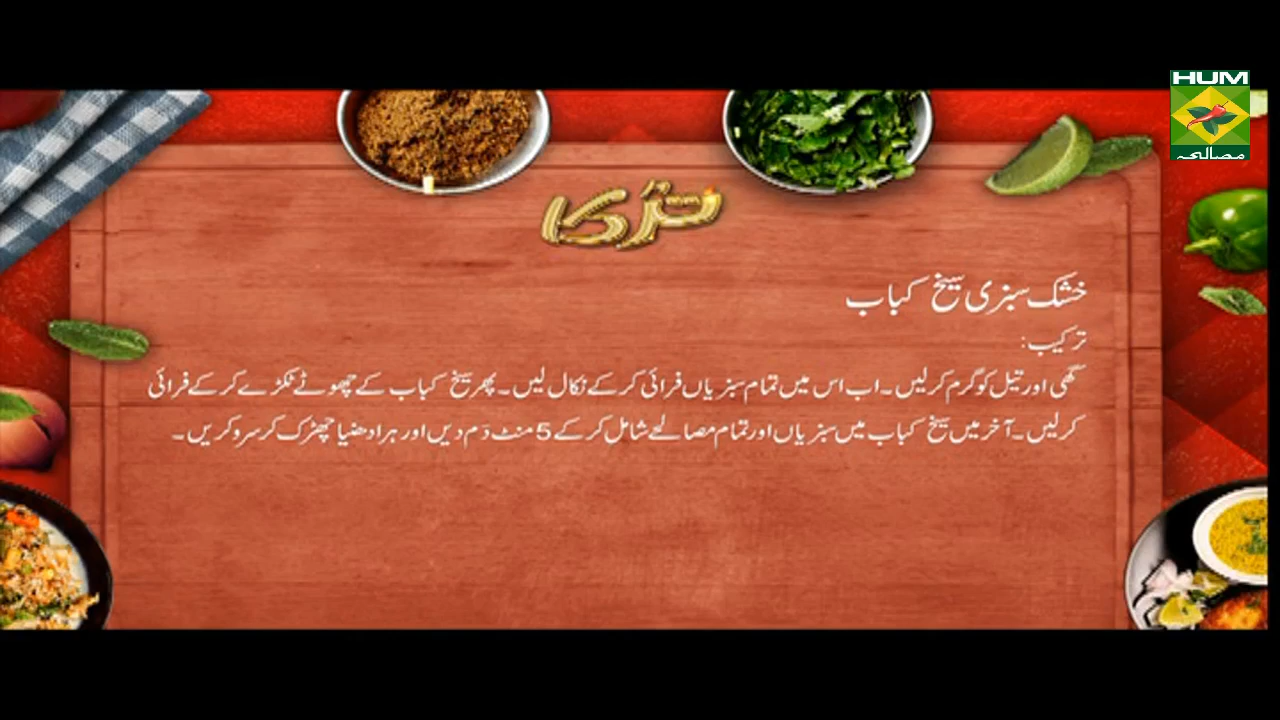 HUM
مصالحہ
تڑکا
خشک سبزی سیخ کباب
ترکیب:
گھی اور تیل کو گرم کرلیں۔ اب اس میں تمام سبزیاں فرائی کر کے نکال لیں۔ پھر سیخ کباب کے چھوٹے ٹکڑے کر کے فرائی
کرلیں۔ آخر میں سیخ کباب میں سبزیاں اور تمام مصالحے شامل کر کے 5 منٹ دَم دیں اور ہرا دھنیا چھڑک کر سرو کریں۔